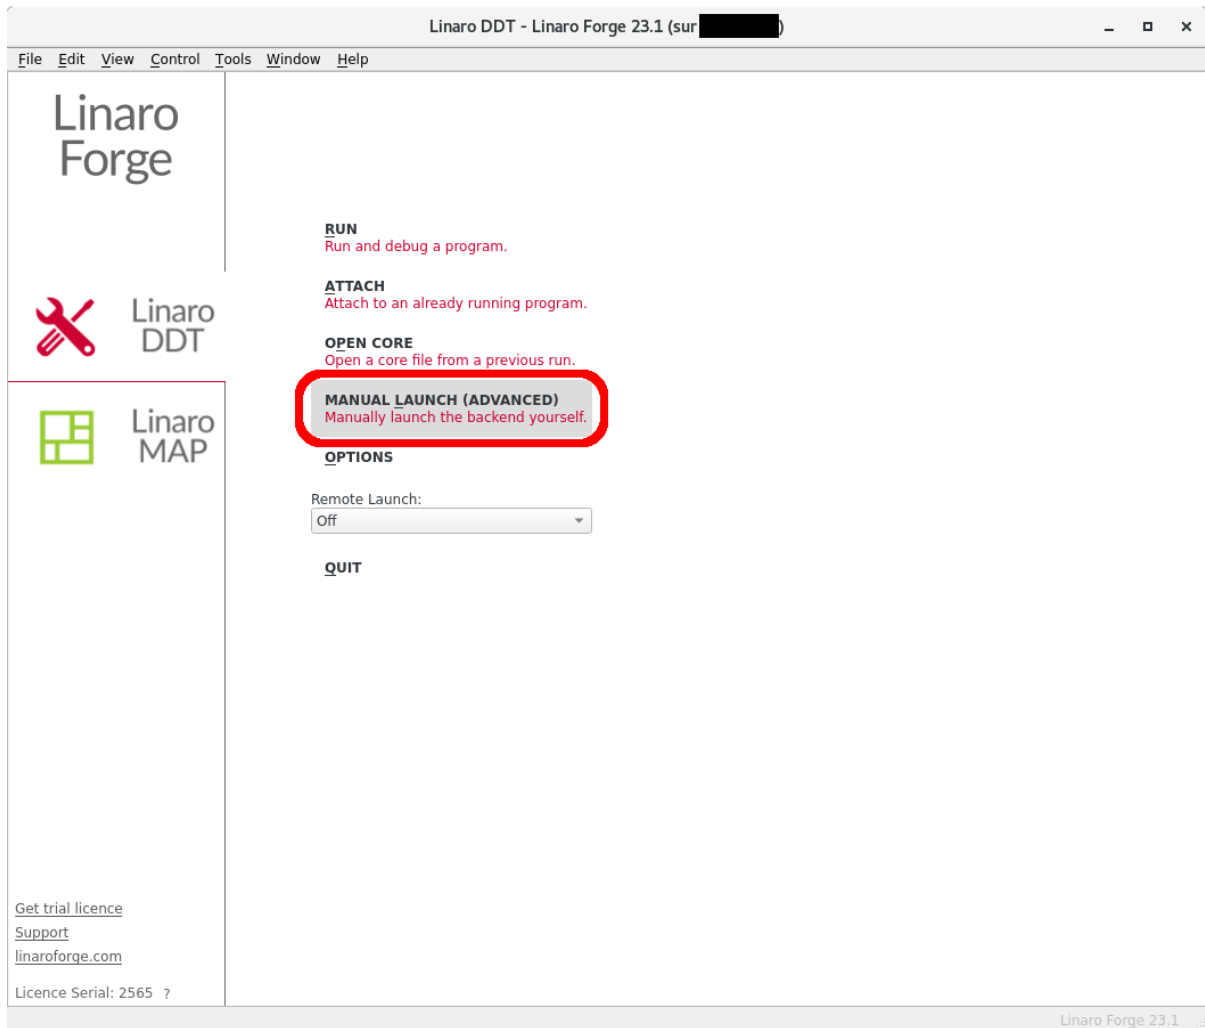 Linaro DDT - Linaro Forge 23.1 (sur )
File Edit View Control Tools Window Help
Linaro
Forge
RUN
Run and debug a program.
ATTACH
Attach to an already running program.
Linaro
DDT
OPEN CORE
Open a core file from a previous run.
MANUAL LAUNCH (ADVANCED)
Manually launch the backend yourself.
Linaro
MAP
OPTIONS
Remote Launch:
Off
QUIT
Get trial licence
Support
linaroforge.com
Licence Serial: 2565 ?
Linaro Forge 23.1